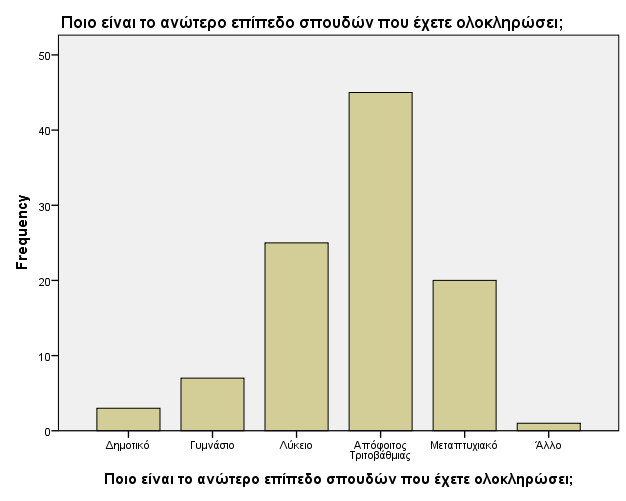 Ποιο είναι το ανώτερο επίπεδο σπουδών που έχετε ολοκληρώσει;
50
40
30
20
10
0
Frequency
Δημοτικό
Γυμνάσιο
Λύκειο
Απόφοιτος
Τριτοβάθμιας
Μεταπτυχιακό
Άλλο
Ποιο είναι το ανώτερο επίπεδο σπουδών που έχετε ολοκληρώσει;